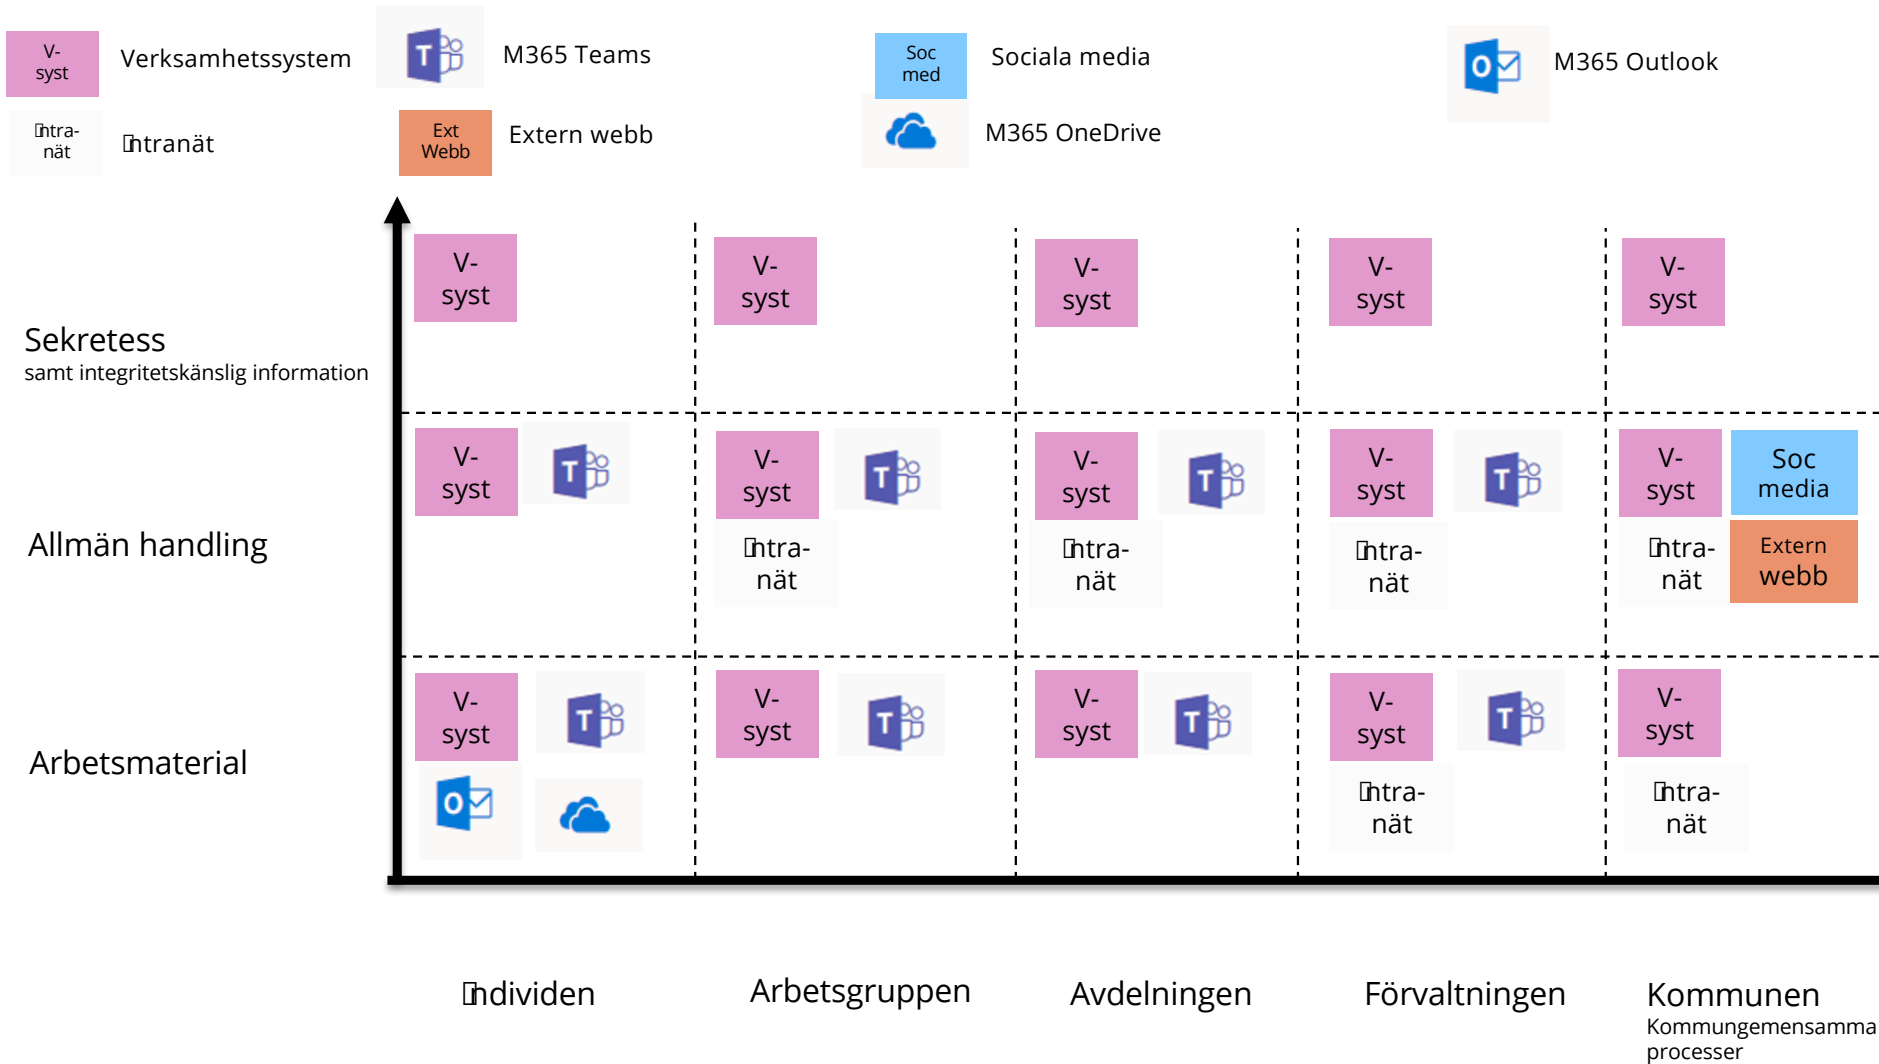 V-
syst
Verksamhetssystem
M365 Teams
Soc
med
Sociala media
M365 Outlook
Intra-
nät
Intranät
Ext
Webb
Extern webb
M365 OneDrive
V-
syst
V-
syst
V-
syst
V-
syst
V-
syst
Sekretess
samt integritetskänslig information
V-
syst
V-
syst
V-
syst
V-
syst
V-
syst
Soc
media
Allmän handling
Intra-
nät
Intra-
nät
Intra-
nät
Intra-
nät
Extern
webb
V-
syst
V-
syst
V-
syst
V-
syst
V-
syst
Arbetsmaterial
Intra-
nät
Intra-
nät
Individen
Arbetsgruppen
Avdelningen
Förvaltningen
Kommunen
Kommungemensamma
processer